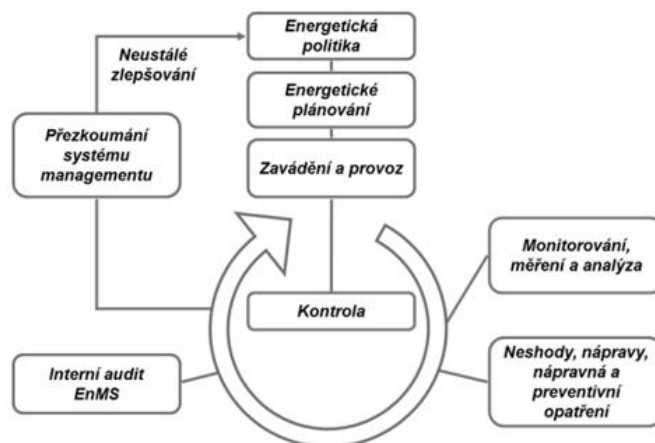 Energetická
politika
Neustálé
zlepšování
Energetické
plánování
Přezkoumání
systému
managementu
Zavádění a provoz
Monitorování,
měření a analýza
Kontrola
Interní audit
EnMS
Neshody, nápravy,
nápravná a
preventivní
opatření